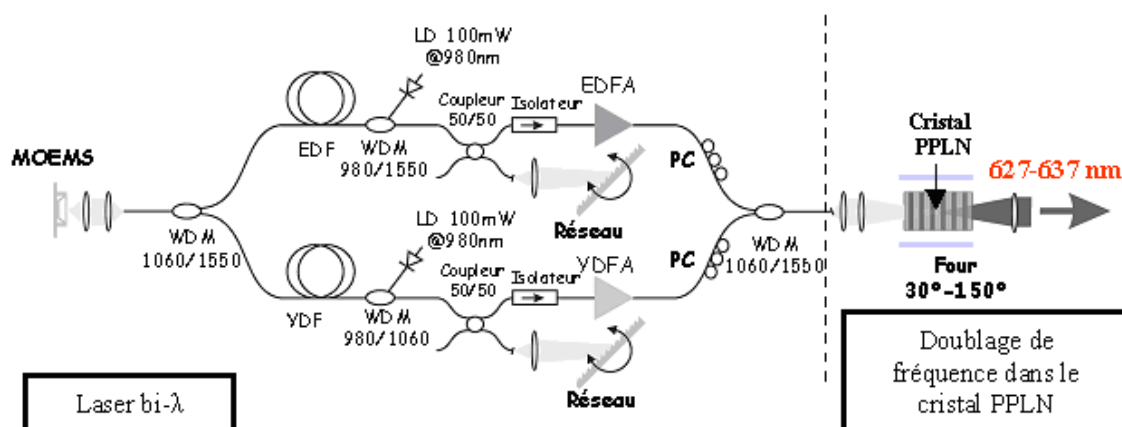 LD 100mW
@980nm
EDFA
Coupleur
50/50
Isolateur
EDF
WDM
980/1550
MOEMS
PC
Cristal
PPLN
627-637 nm
Réseau
WDM
1060/1550
LD 100mW
@980nm
Coupleur
50/50
Isolateur
YDFA
PC
WDM
1060/1550
YDF
WDM
980/1060
Four
30°-150°
Réseau
Laser bi-λ
Doublage de
fréquence dans le
cristal PPLN